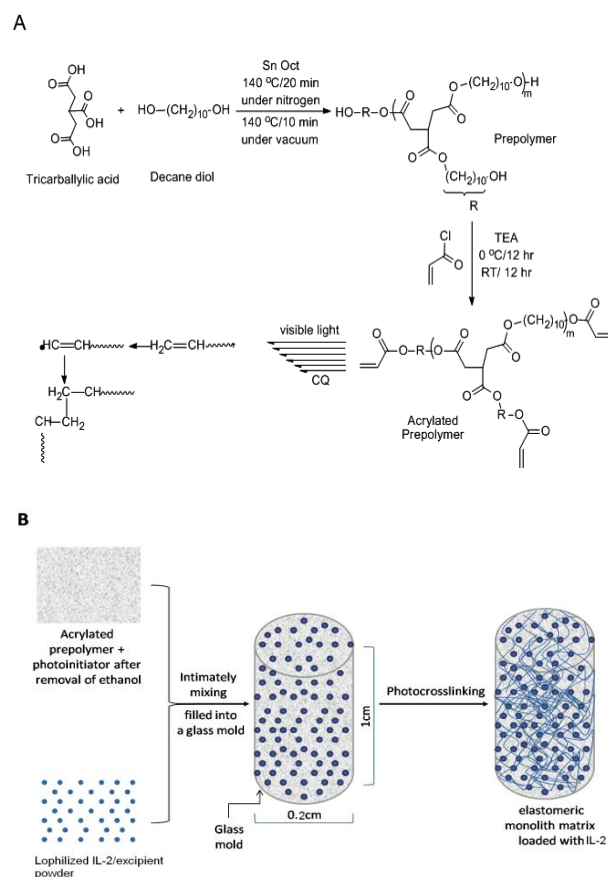 A
OH
O
O
OH
O
OH
Tricarballylic acid
+
HO-(CH2)10-OH
Decane diol
Sn Oct
140 °C/20 min
under nitrogen
140 °C/10 min
under vacuum
HO-R-O
O
O
O-(CH2)10-O-H
m
O
O
(CH2)10-OH
R
Prepolymer
Cl
O
TEA
0 °C/12 hr
RT/ 12 hr
HC=CH
H2C=CH
visible light
CQ
H2C-CH
CH-CH2
O
O-R-O
O
O
O-(CH2)10-O
m
O
O
O
R-O
O
Acrylated
Prepolymer
B
Acrylated
prepolymer +
photoinitiator after
removal of ethanol
Lophilized IL-2/excipient
powder
Intimately
mixing
filled into
a glass mold
1cm
Glass
mold
0.2cm
Photocrosslinking
elastomeric
monolith matrix
loaded with IL-2